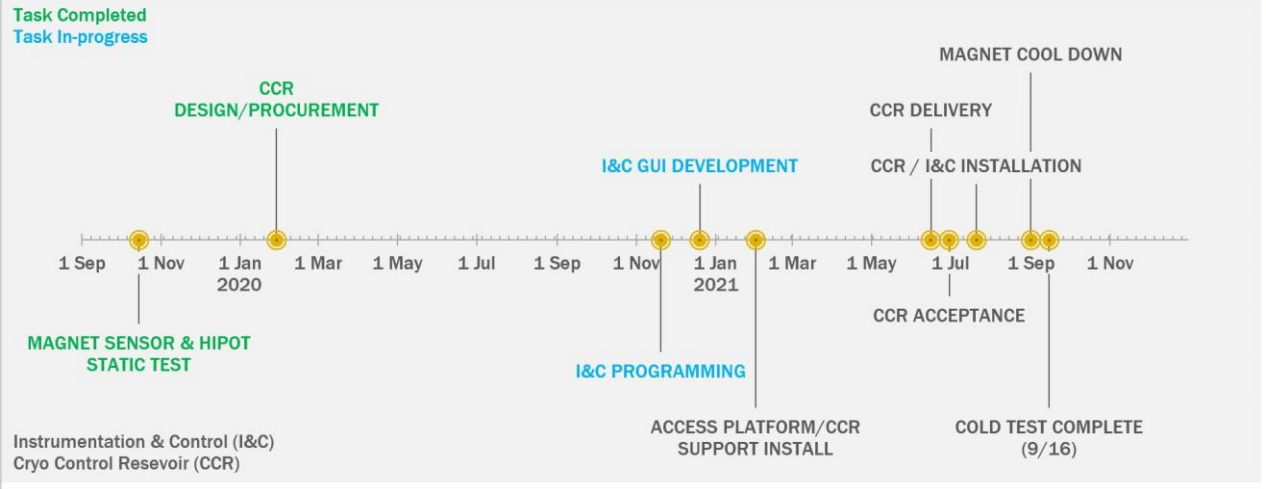 Task Completed
Task In-progress
MAGNET COOL DOWN
CCR
DESIGN/PROCUREMENT
CCR DELIVERY
I&C GUI DEVELOPMENT
CCR / I&C INSTALLATION
1 Sep
1 Nov
1 Jan
2020
1 Mar
1 May
1 Jul
1 Sep
1 Nov
1 Jan
2021
1 Mar
1 May
1 Jul
1 Sep
1 Nov
CCR ACCEPTANCE
MAGNET SENSOR & HIPOT
STATIC TEST
I&C PROGRAMMING
ACCESS PLATFORM/CCR
SUPPORT INSTALL
COLD TEST COMPLETE
(9/16)
Instrumentation & Control (I&C)
Cryo Control Resevoir (CCR)